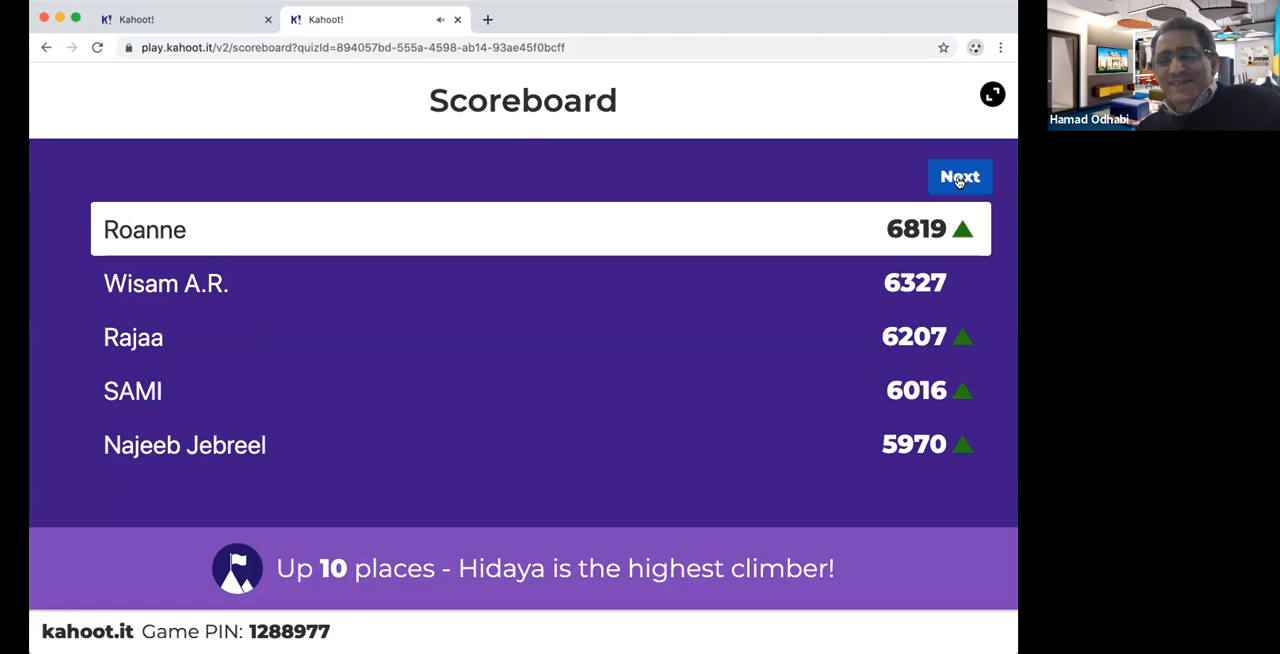 K! Kahoot!
K! Kahoot!
play.kahoot.it/v2/scoreboard?quizId=894057bd-555a-4598-ab14-93ae45f0bcff
Scoreboard
Hamad Odhabi
Next
Roanne 6819
Wisam A.R. 6327
Rajaa 6207
SAMI 6016
Najeeb Jebreel 5970
Up 10 places - Hidaya is the highest climber!
kahoot.it Game PIN: 1288977